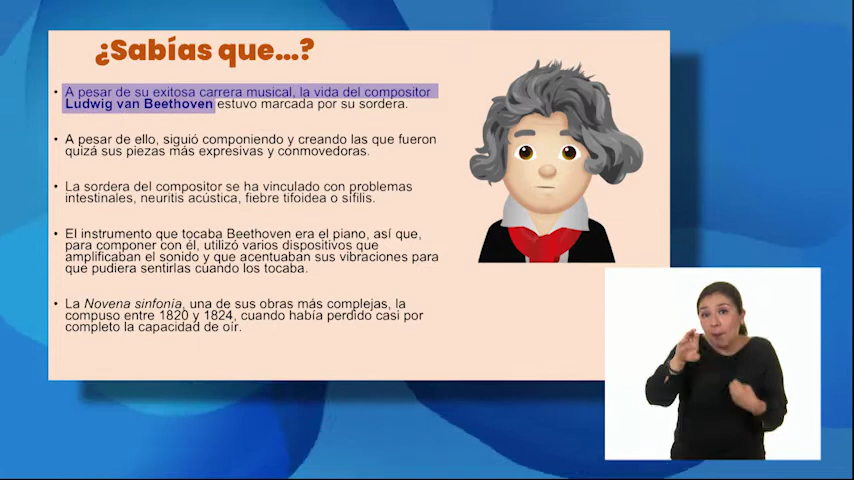 ¿Sabías que...?
• A pesar de su exitosa carrera musical, la vida del compositor
Ludwig van Beethoven estuvo marcada por su sordera.
• A pesar de ello, siguió componiendo y creando las que fueron
quizá sus piezas más expresivas y conmovedoras.
• La sordera del compositor se ha vinculado con problemas
intestinales, neuritis acústica, fiebre tifoidea o sífilis.
• El instrumento que tocaba Beethoven era el piano, así que,
para componer con él, utilizó varios dispositivos que
amplificaban el sonido y que acentuaban sus vibraciones para
que pudiera sentirlas cuando los tocaba.
• La Novena sinfonía, una de sus obras más complejas, la
compuso entre 1820 y 1824, cuando había perdido casi por
completo la capacidad de oír.